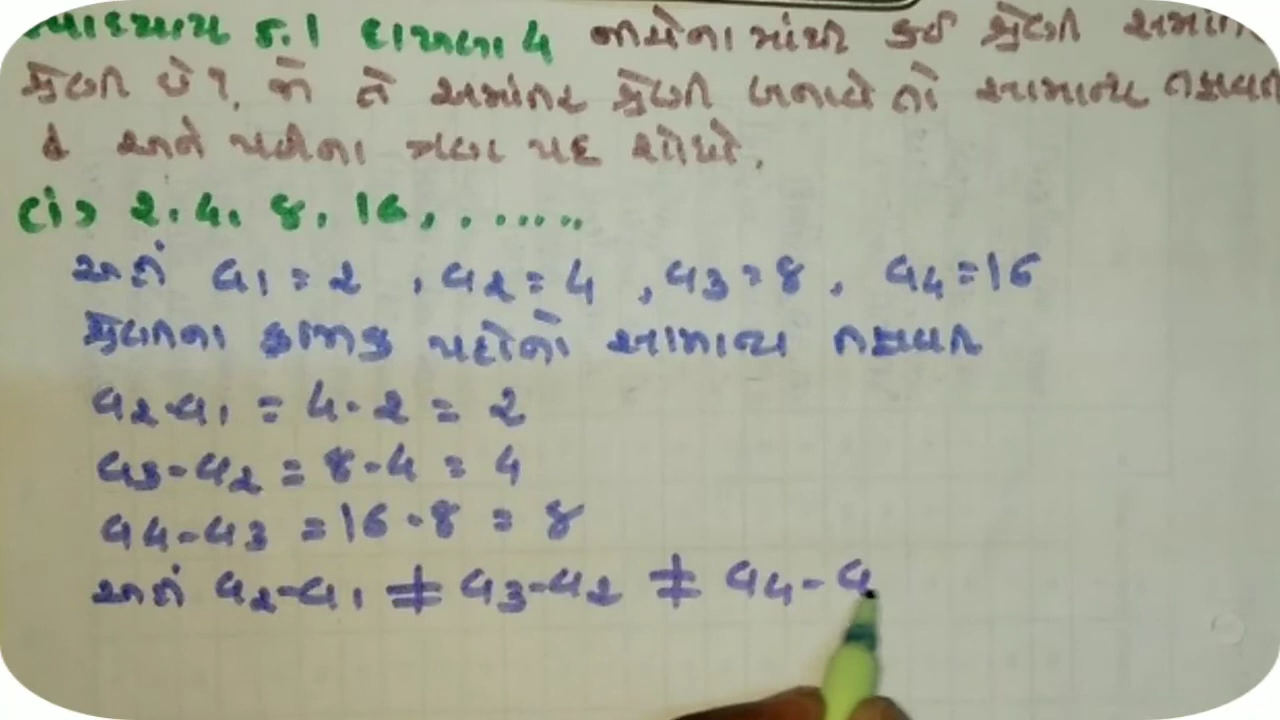 સ્વાધ્યાય 5.1 દાખલા 4 નીચેનામાંથી કઈ શ્રેણી સમાંતર
શ્રેણી છે?. જો તે સમાંતર શ્રેણી બનાવે તો સામાન્ય તફાવત
d અને પછીના ત્રણ પદ શોધો.
(i) 2, 4, 8, 16, .......
અહીં a1 = 2 , a2 = 4 , a3 = 8 , a4 = 16
શ્રેણીના ક્રમિક પદોનો સામાન્ય તફાવત
a2-a1 = 4-2 = 2
a3-a2 = 8-4 = 4
a4-a3 = 16-8 = 8
અહીં a2-a1 ≠ a3-a2 ≠ a4-a